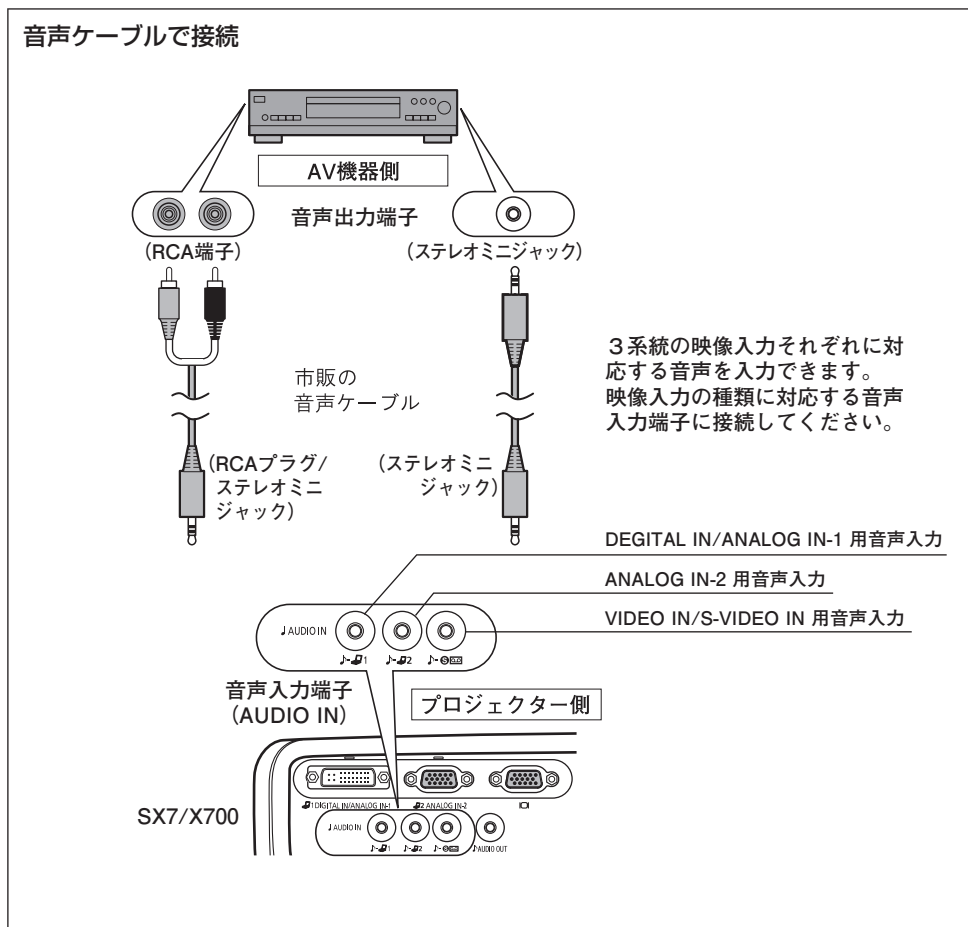 音声ケーブルで接続
AV機器側
音声出力端子
(RCA端子)
(ステレオミニジャック)
市販の
音声ケーブル
3系統の映像入力それぞれに対
応する音声を入力できます。
映像入力の種類に対応する音声
入力端子に接続してください。
(RCAプラグ/
ステレオミニ
ジャック)
(ステレオミニ
ジャック)
DEGITAL IN/ANALOG IN-1 用音声入力
ANALOG IN-2 用音声入力
VIDEO IN/S-VIDEO IN 用音声入力
♩ AUDIO IN
♪-1
♪-2
♪-S
音声入力端子
(AUDIO IN)
プロジェクター側
SX7/X700
1 DIGITAL IN/ANALOG IN-1
2 ANALOG IN-2
♩ AUDIO IN
♪-1
♪-2
♪-S
♪AUDIO OUT